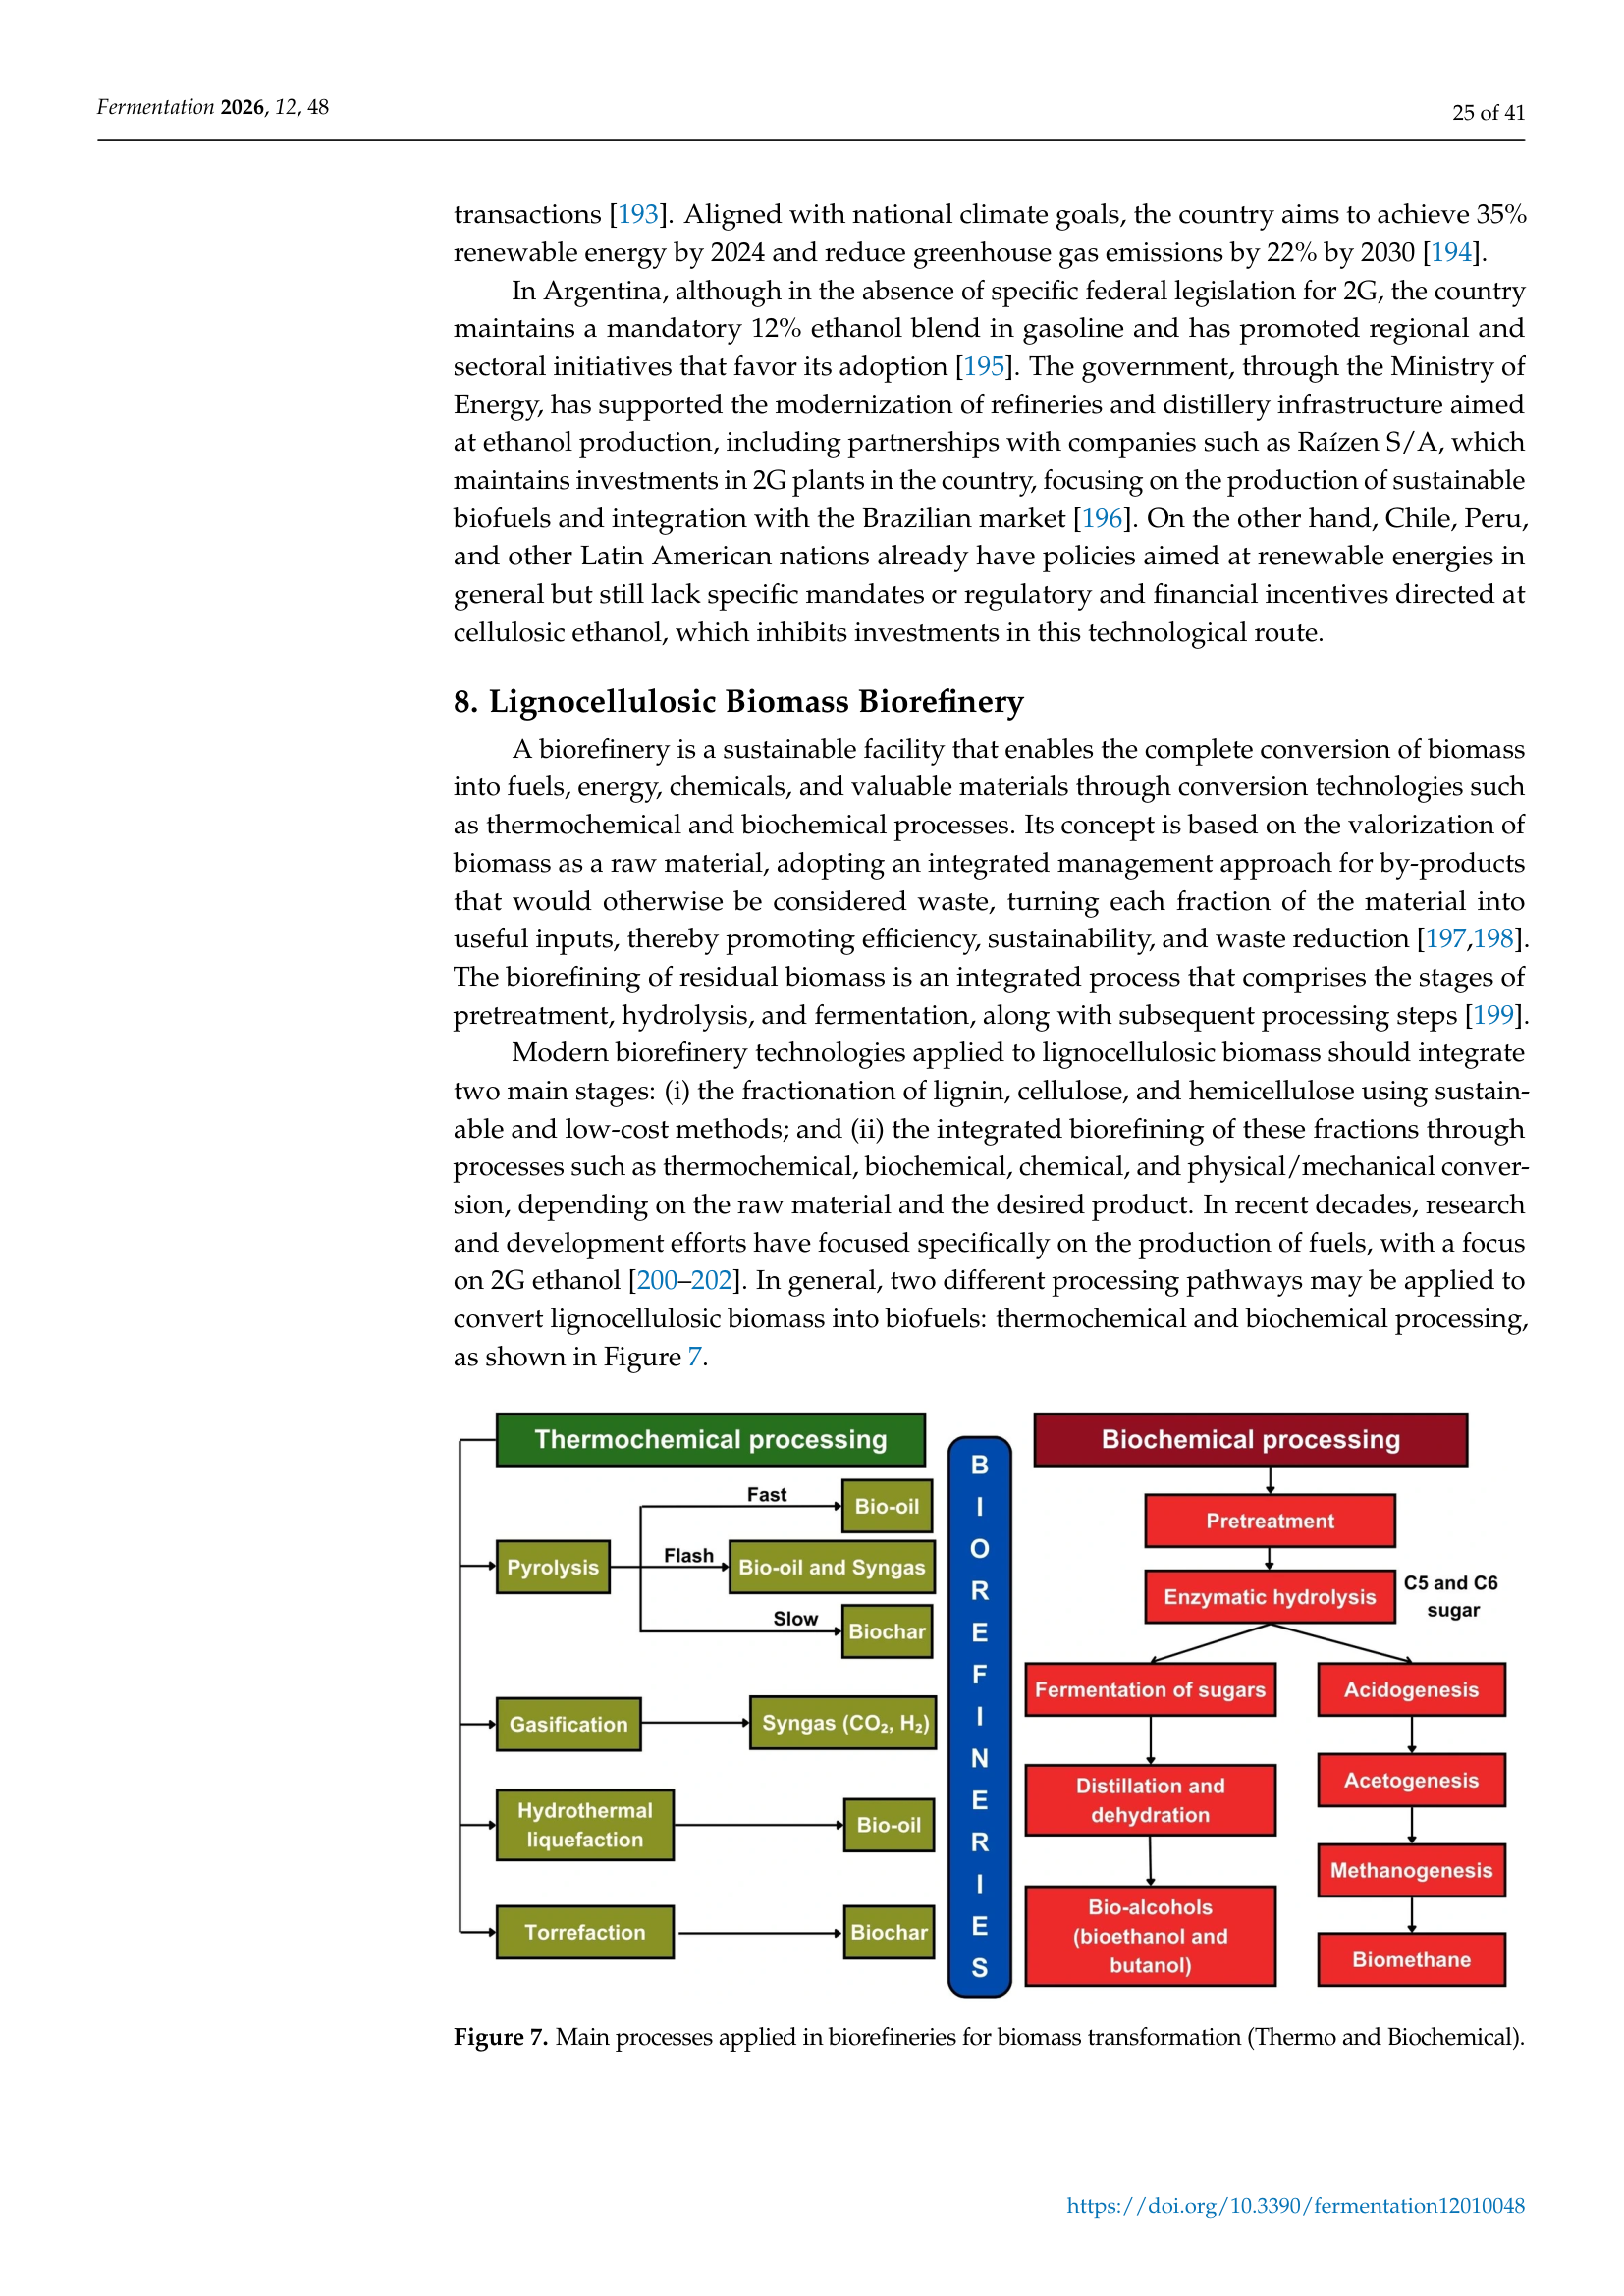 Fermentation 2026, 12, 48
25 of 41
transactions [193]. Aligned with national climate goals, the country aims to achieve 35%
renewable energy by 2024 and reduce greenhouse gas emissions by 22% by 2030 [194].
In Argentina, although in the absence of specific federal legislation for 2G, the country
maintains a mandatory 12% ethanol blend in gasoline and has promoted regional and
sectoral initiatives that favor its adoption [195]. The government, through the Ministry of
Energy, has supported the modernization of refineries and distillery infrastructure aimed
at ethanol production, including partnerships with companies such as Raízen S/A, which
maintains investments in 2G plants in the country, focusing on the production of sustainable
biofuels and integration with the Brazilian market [196]. On the other hand, Chile, Peru,
and other Latin American nations already have policies aimed at renewable energies in
general but still lack specific mandates or regulatory and financial incentives directed at
cellulosic ethanol, which inhibits investments in this technological route.
8. Lignocellulosic Biomass Biorefinery
A biorefinery is a sustainable facility that enables the complete conversion of biomass
into fuels, energy, chemicals, and valuable materials through conversion technologies such
as thermochemical and biochemical processes. Its concept is based on the valorization of
biomass as a raw material, adopting an integrated management approach for by-products
that would otherwise be considered waste, turning each fraction of the material into
useful inputs, thereby promoting efficiency, sustainability, and waste reduction [197,198].
The biorefining of residual biomass is an integrated process that comprises the stages of
pretreatment, hydrolysis, and fermentation, along with subsequent processing steps [199].
Modern biorefinery technologies applied to lignocellulosic biomass should integrate
two main stages: (i) the fractionation of lignin, cellulose, and hemicellulose using sustain-
able and low-cost methods; and (ii) the integrated biorefining of these fractions through
processes such as thermochemical, biochemical, chemical, and physical/mechanical conver-
sion, depending on the raw material and the desired product. In recent decades, research
and development efforts have focused specifically on the production of fuels, with a focus
on 2G ethanol [200–202]. In general, two different processing pathways may be applied to
convert lignocellulosic biomass into biofuels: thermochemical and biochemical processing,
as shown in Figure 7.
Thermochemical processing
Fast
Bio-oil
Pyrolysis
Flash
Bio-oil and Syngas
Slow
Biochar
Gasification
Syngas (CO₂, H₂)
Hydrothermal
liquefaction
Bio-oil
Torrefaction
Biochar
B
I
O
R
E
F
I
N
E
R
I
E
S
Biochemical processing
Pretreatment
Enzymatic hydrolysis
C5 and C6
sugar
Fermentation of sugars
Distillation and
dehydration
Bio-alcohols
(bioethanol and
butanol)
Acidogenesis
Acetogenesis
Methanogenesis
Biomethane
Figure 7. Main processes applied in biorefineries for biomass transformation (Thermo and Biochemical).
https://doi.org/10.3390/fermentation12010048